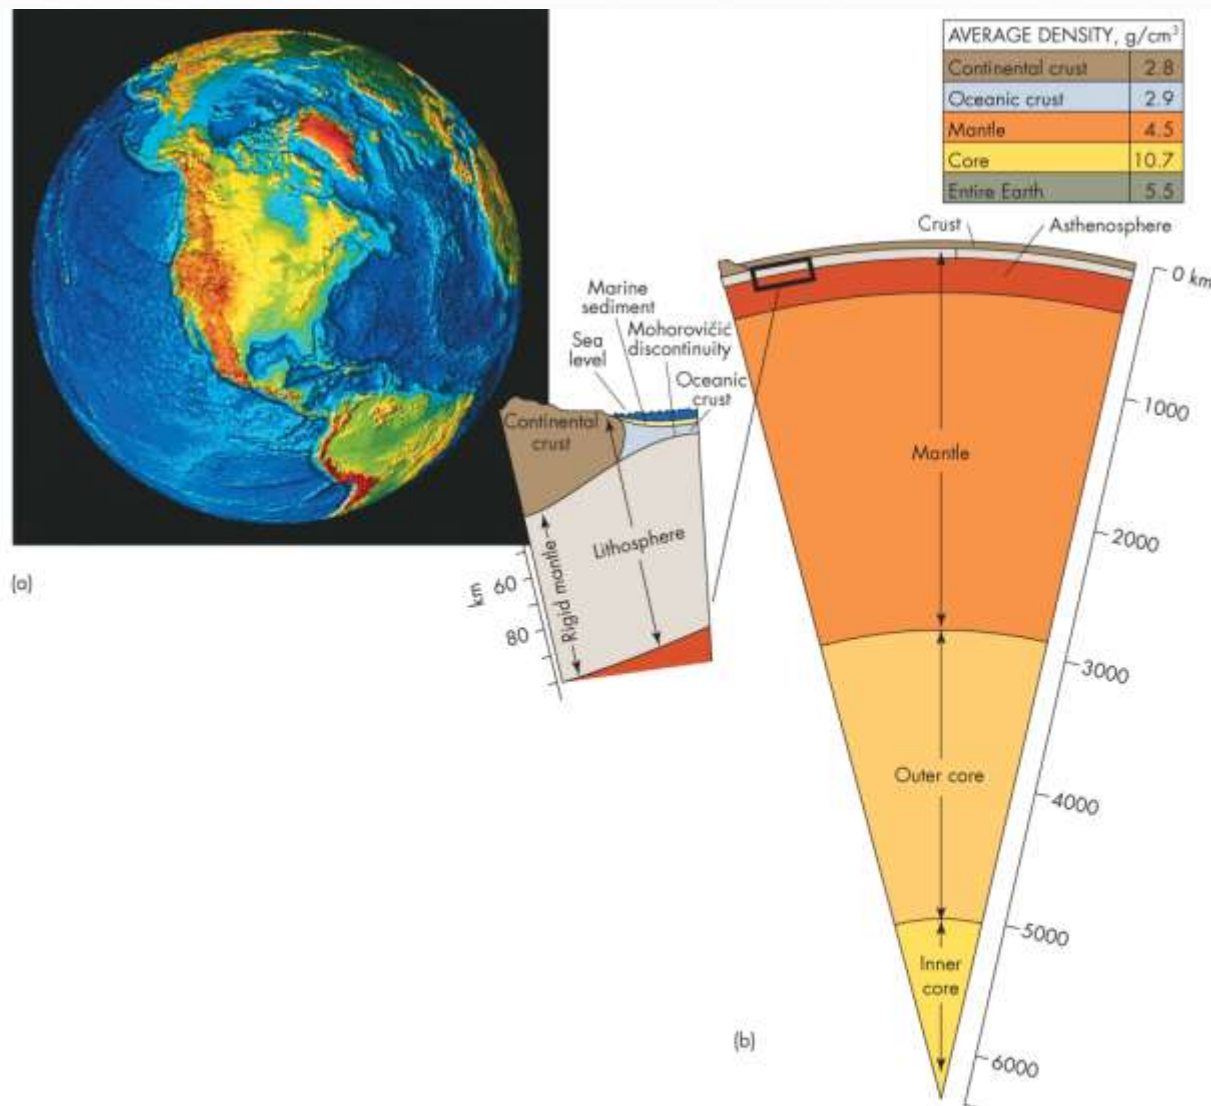 AVERAGE DENSITY, g/cm³
Continental crust 2.8
Oceanic crust 2.9
Mantle 4.5
Core 10.7
Entire Earth 5.5
Crust
Asthenosphere
0 km
Marine
sediment
Mohorovičić
discontinuity
Sea
level
Oceanic
crust
Continental
crust
1000
Mantle
2000
Lithosphere
Rigid mantle
km
60
80
(a)
3000
Outer core
4000
5000
Inner
core
(b)
6000